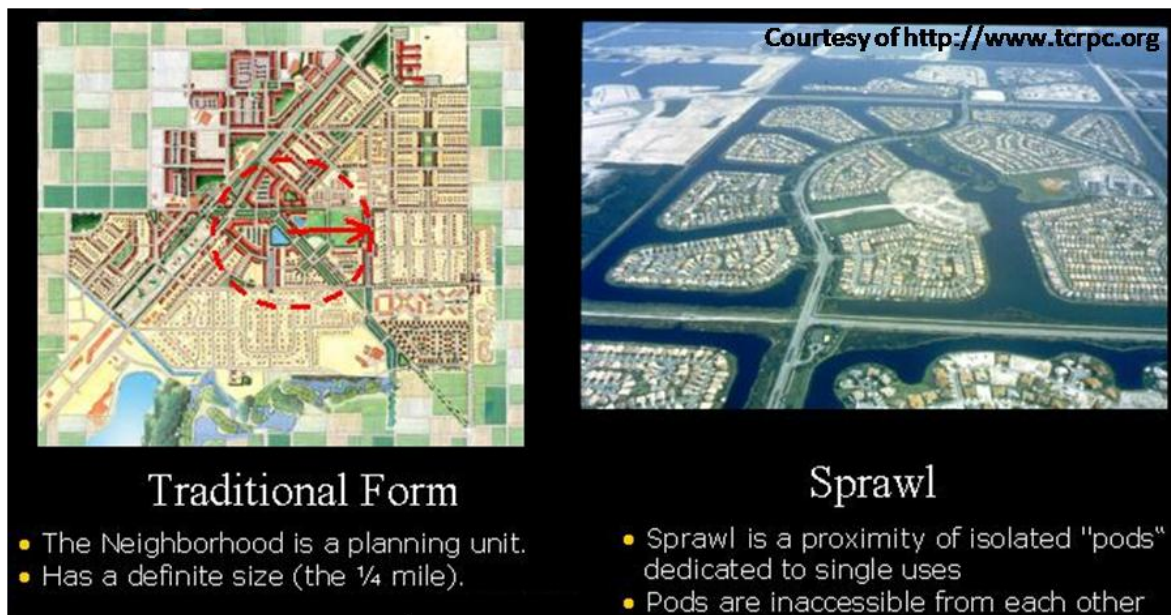 Courtesy of http://www.tcrpc.org
Traditional Form
• The Neighborhood is a planning unit.
• Has a definite size (the ¼ mile).
Sprawl
• Sprawl is a proximity of isolated "pods"
dedicated to single uses
• Pods are inaccessible from each other